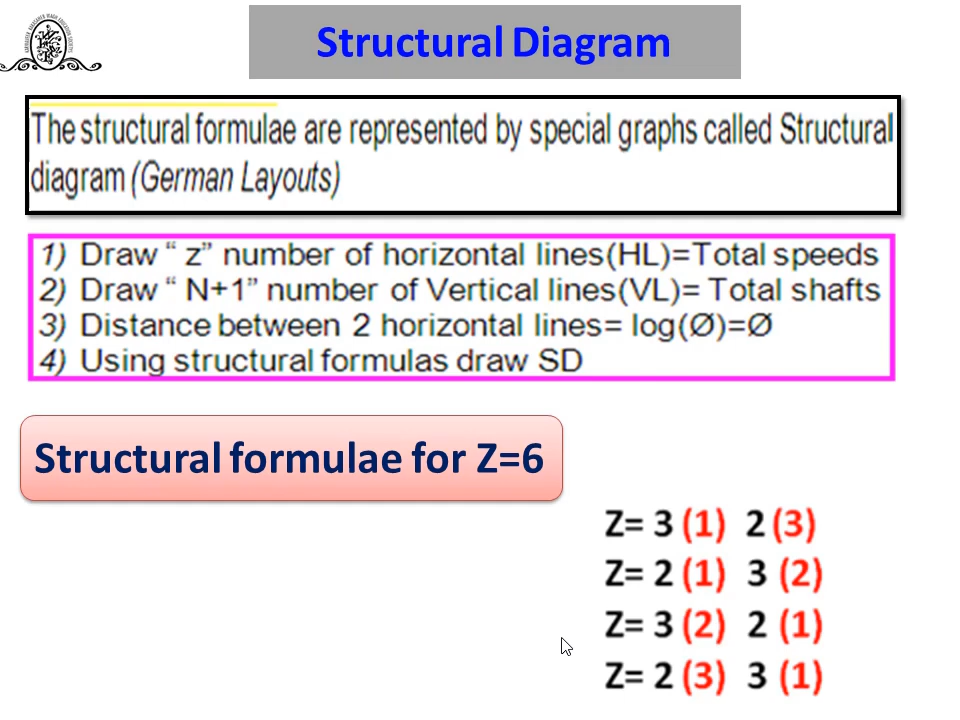 Structural Diagram
The structural formulae are represented by special graphs called Structural
diagram (German Layouts)
1) Draw “ z” number of horizontal lines(HL)=Total speeds
2) Draw “ N+1” number of Vertical lines(VL)= Total shafts
3) Distance between 2 horizontal lines= log(Ø)=Ø
4) Using structural formulas draw SD
Structural formulae for Z=6
Z= 3 (1) 2 (3)
Z= 2 (1) 3 (2)
Z= 3 (2) 2 (1)
Z= 2 (3) 3 (1)